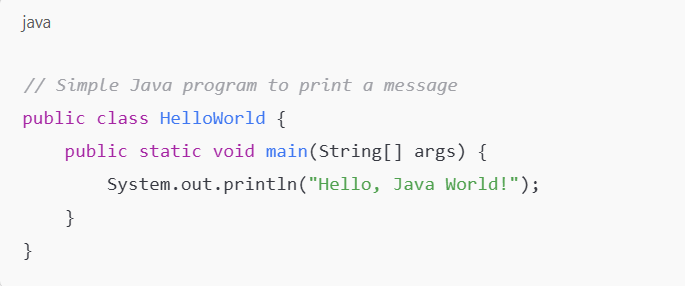 java
// Simple Java program to print a message
public class HelloWorld {
    public static void main(String[] args) {
        System.out.println("Hello, Java World!");
    }
}